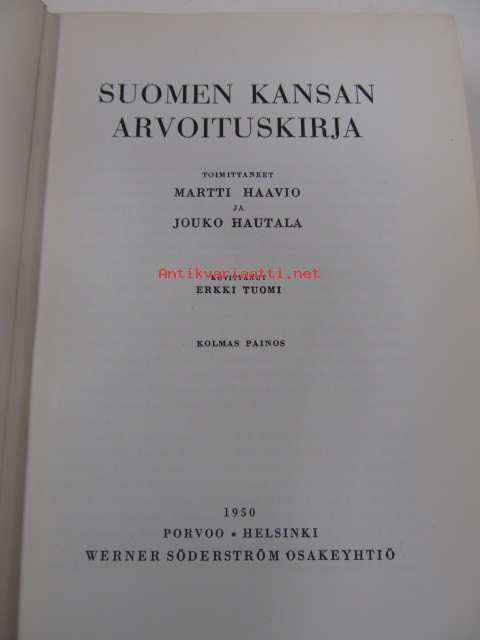 SUOMEN KANSAN
ARVOITUSKIRJA
TOIMITTANEET
MARTTI HAAVIO
JA
JOUKO HAUTALA
Antikvariaatti.net
KUVITTANUT
ERKKI TUOMI
KOLMAS PAINOS
1950
PORVOO * HELSINKI
WERNER SÖDERSTRÖM OSAKEYHTIÖ